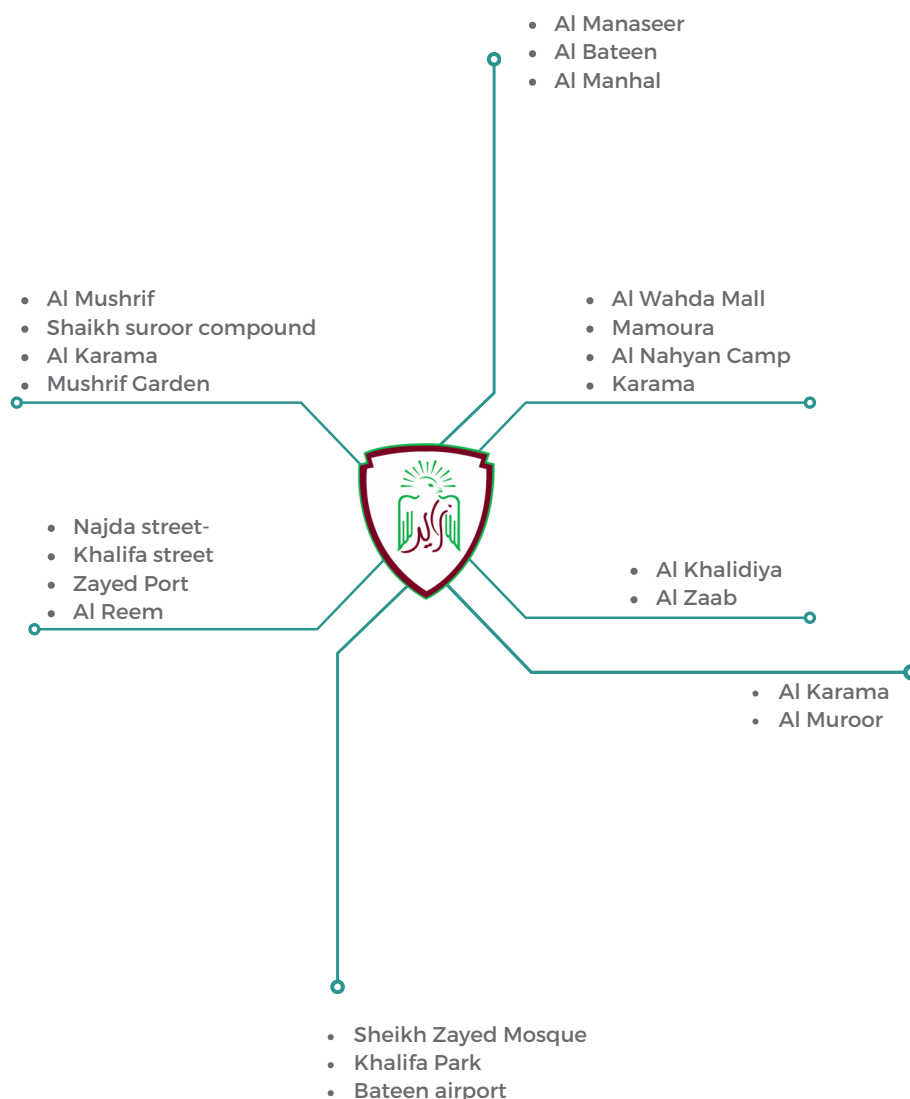 • Al Manaseer
• Al Bateen
• Al Manhal
• Al Mushrif
• Shaikh suroor compound
• Al Karama
• Mushrif Garden
• Al Wahda Mall
• Mamoura
• Al Nahyan Camp
• Karama
زايد
• Najda street-
• Khalifa street
• Zayed Port
• Al Reem
• Al Khalidiya
• Al Zaab
• Al Karama
• Al Muroor
• Sheikh Zayed Mosque
• Khalifa Park
• Bateen airport